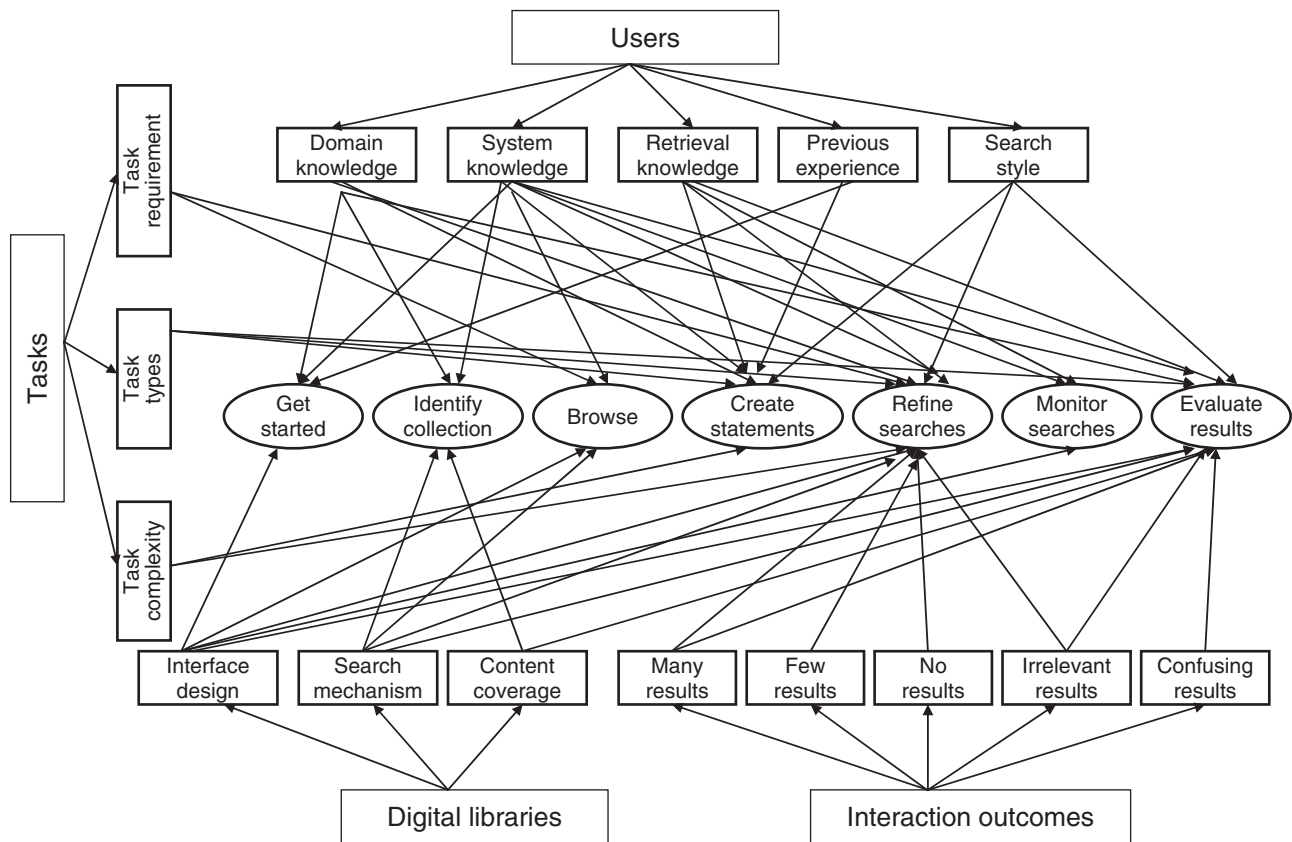 Users
Domain
knowledge
System
knowledge
Retrieval
knowledge
Previous
experience
Search
style
Tasks
Task
requirement
Task
types
Task
complexity
Get
started
Identify
collection
Browse
Create
statements
Refine
searches
Monitor
searches
Evaluate
results
Interface
design
Search
mechanism
Content
coverage
Many
results
Few
results
No
results
Irrelevant
results
Confusing
results
Digital libraries
Interaction outcomes